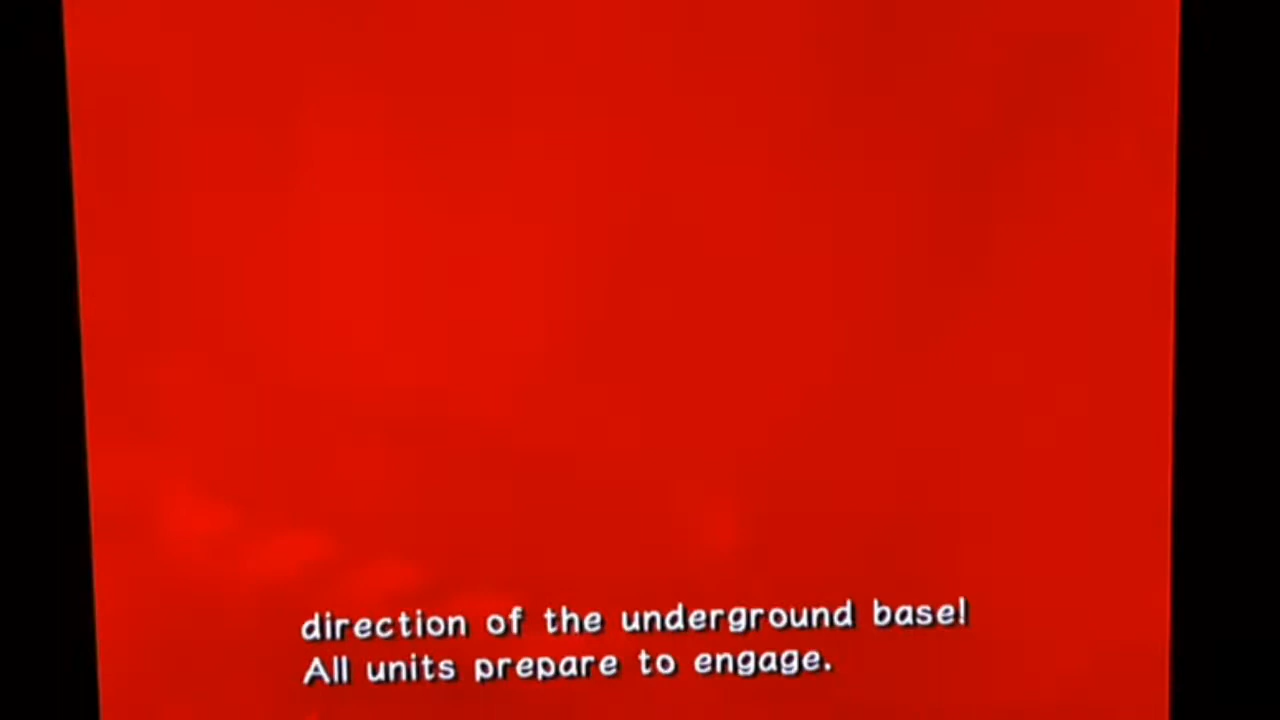 direction of the underground base!
All units prepare to engage.